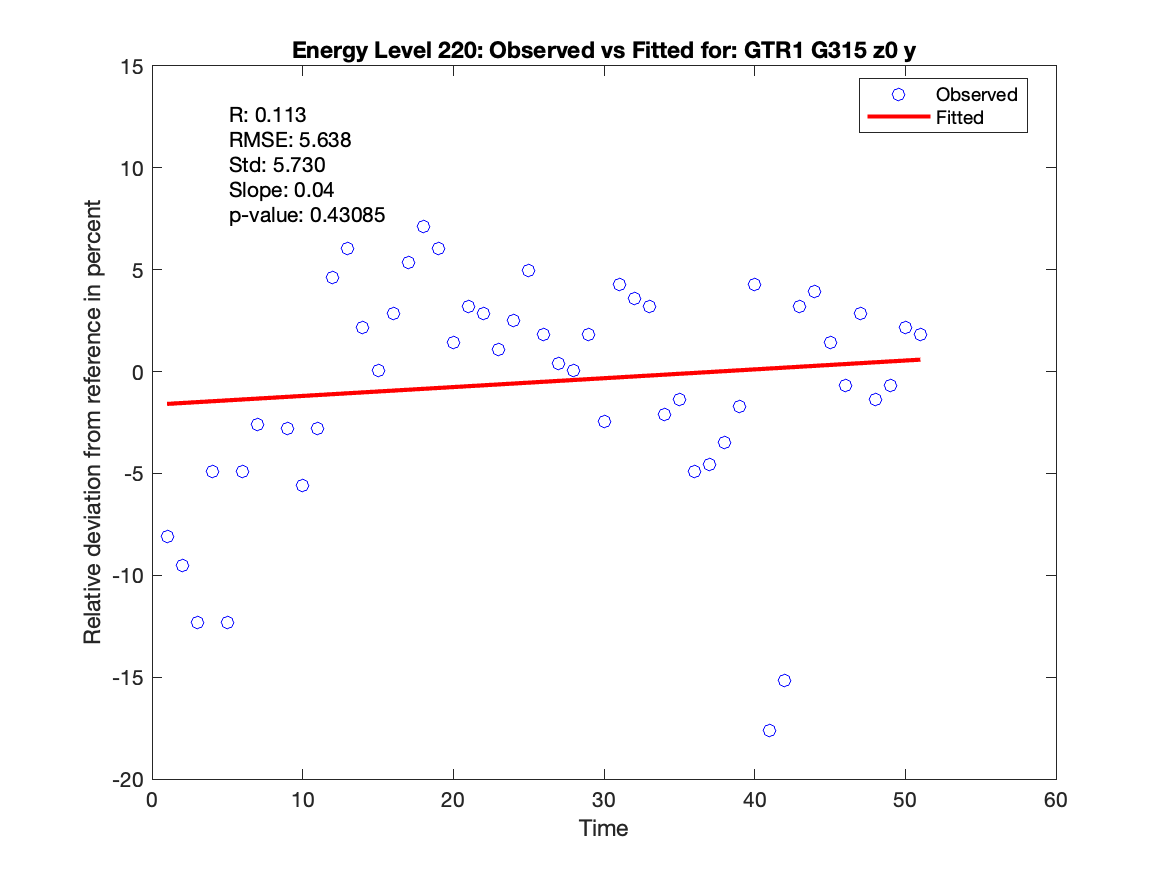 Energy Level 220: Observed vs Fitted for: GTR1 G315 z0 y
15
10
5
0
-5
-10
-15
-20
Relative deviation from reference in percent
R: 0.113
RMSE: 5.638
Std: 5.730
Slope: 0.04
p-value: 0.43085
Observed
Fitted
0
10
20
30
40
50
60
Time